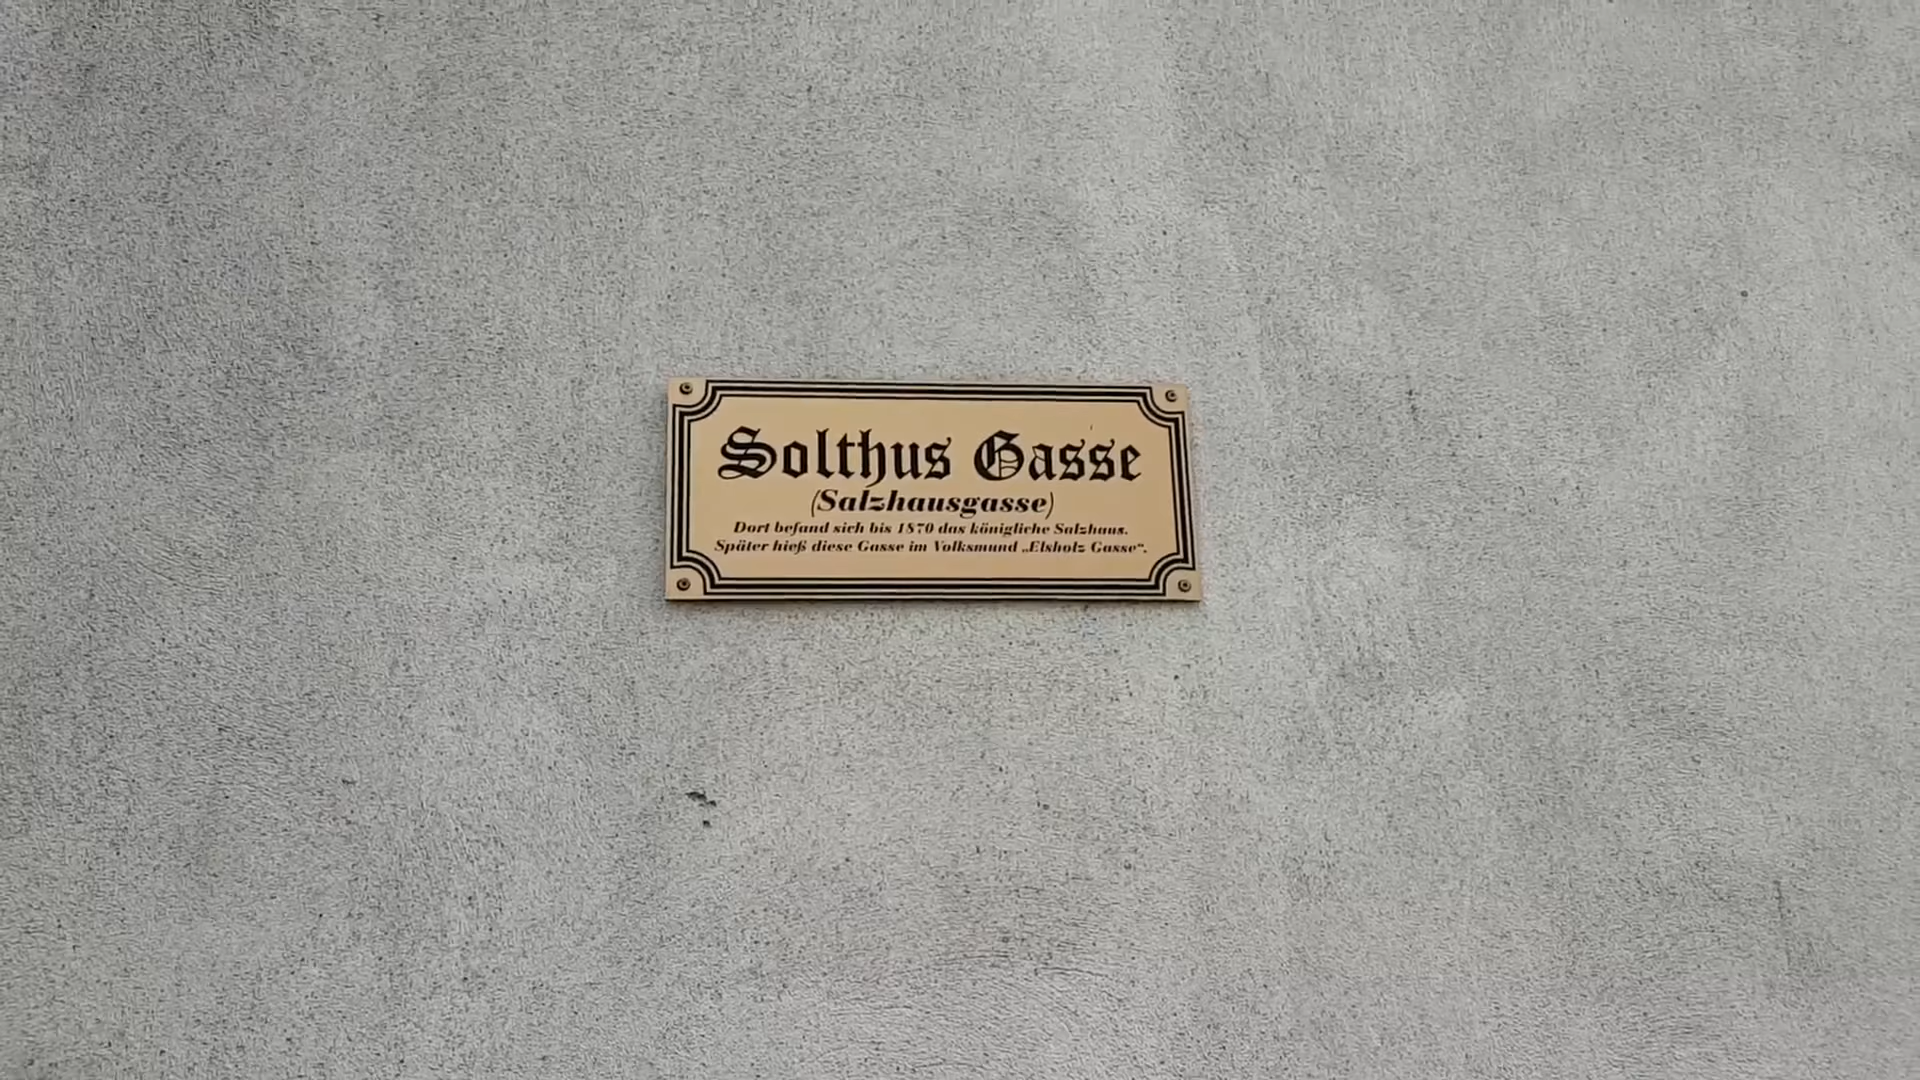 Solthus Gasse
(Salzhausgasse)
Dort befand sich bis 1870 das königliche Salzhaus.
Später hieß diese Gasse im Volksmund „Elsholz Gasse“.